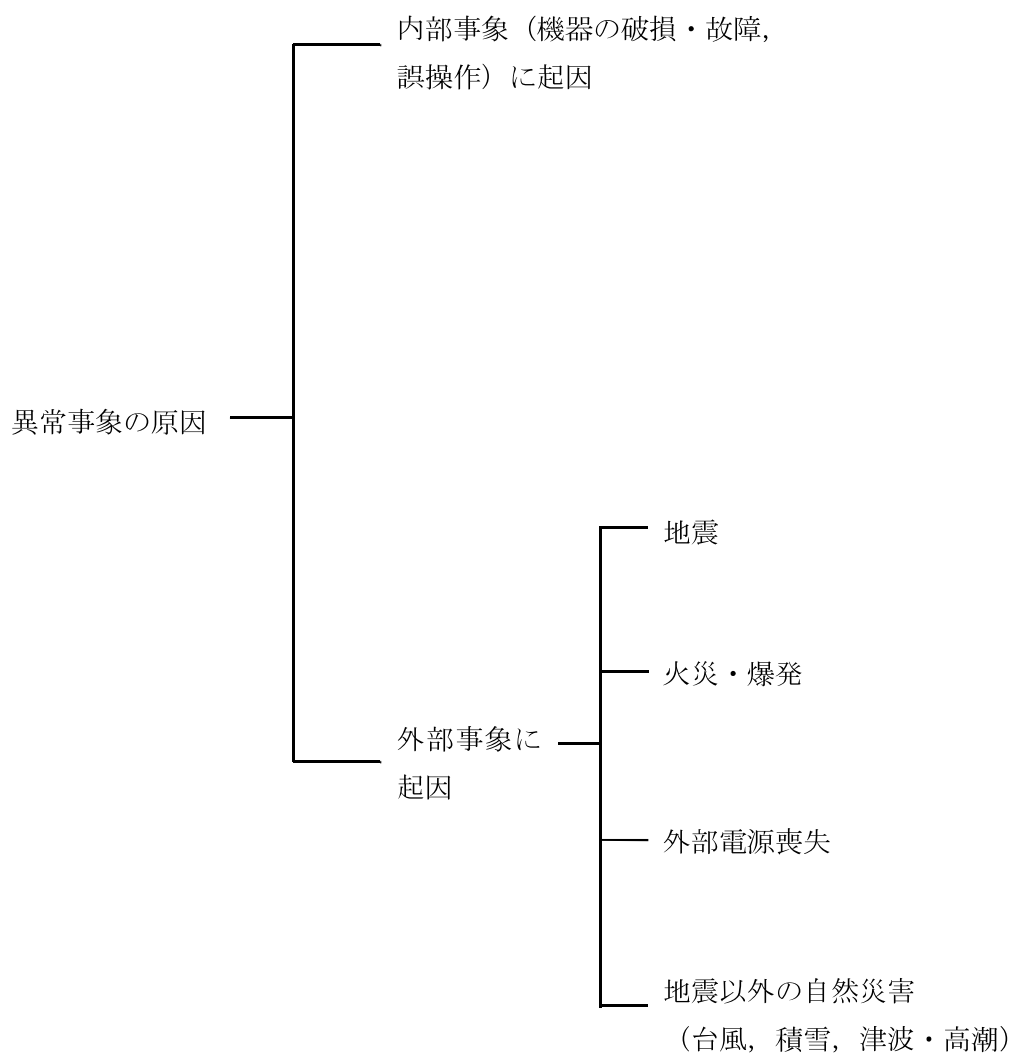 内部事象（機器の破損・故障，
誤操作）に起因
異常事象の原因
地震
火災・爆発
外部事象に
起因
外部電源喪失
地震以外の自然災害
（台風，積雪，津波・高潮）